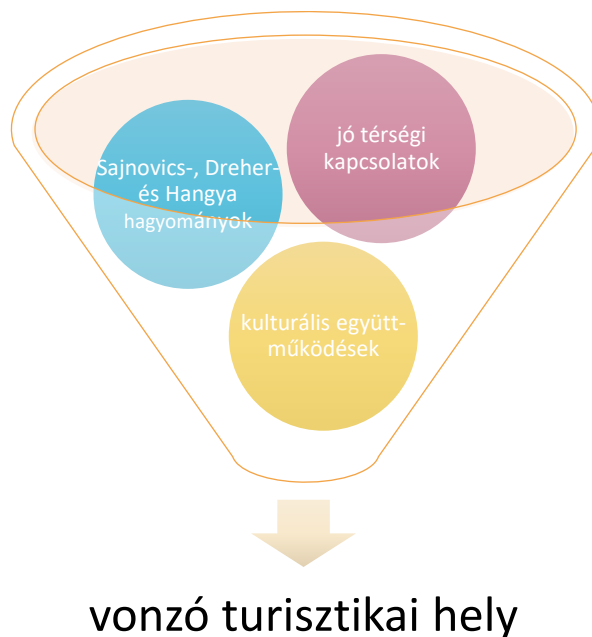 Sajnovics-, Dreher-
és Hangya
hagyományok
jó térségi
kapcsolatok
kulturális együtt-
működések
vonzó turisztikai hely